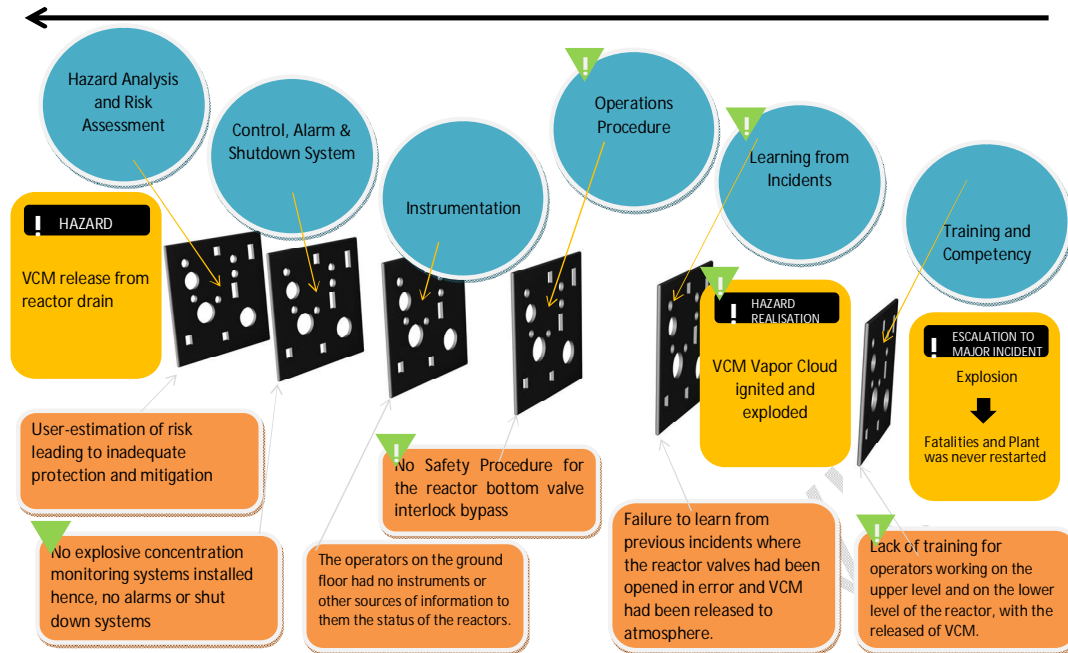 Hazard Analysis
and Risk
Assessment
Control, Alarm &
Shutdown System
Instrumentation
Operations
Procedure
Learning from
Incidents
Training and
Competency
! HAZARD
VCM release from
reactor drain
! HAZARD
REALISATION
VCM Vapor Cloud
ignited and
exploded
! ESCALATION TO
MAJOR INCIDENT
Explosion
Fatalities and Plant
was never restarted
User-estimation of risk
leading to inadequate
protection and mitigation
No explosive concentration
monitoring systems installed
hence, no alarms or shut
down systems
The operators on the ground
floor had no instruments or
other sources of information to
them the status of the reactors.
!
No Safety Procedure for
the reactor bottom valve
interlock bypass
Failure to learn from
previous incidents where
the reactor valves had been
opened in error and VCM
had been released to
atmosphere.
!
Lack of training for
operators working on the
upper level and on the lower
level of the reactor, with the
released of VCM.
!
!
!